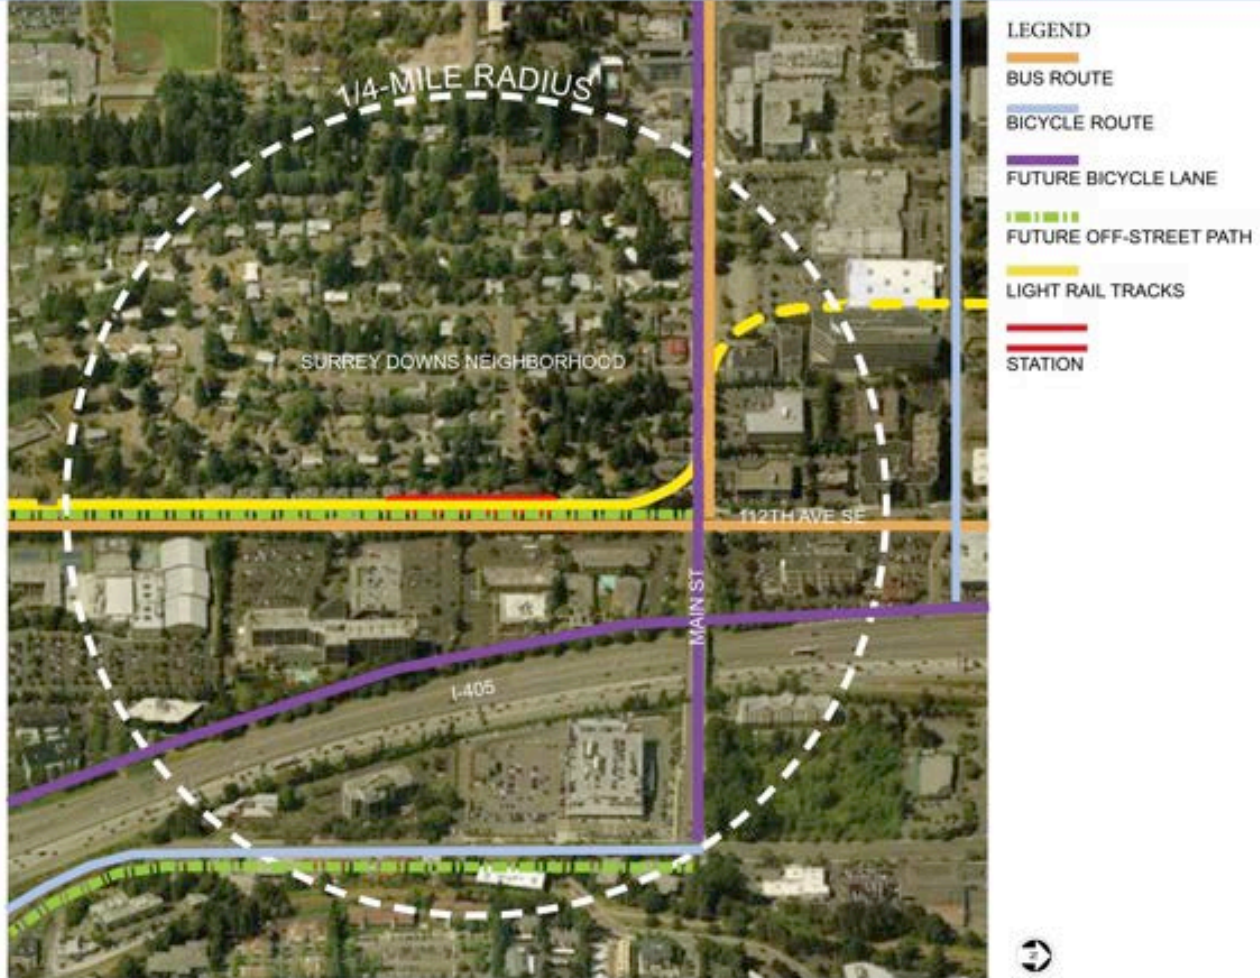 1/4-MILE RADIUS
SURREY DOWNS NEIGHBORHOOD
112TH AVE SE
MAIN ST
I-405
LEGEND
BUS ROUTE
BICYCLE ROUTE
FUTURE BICYCLE LANE
FUTURE OFF-STREET PATH
LIGHT RAIL TRACKS
STATION
N